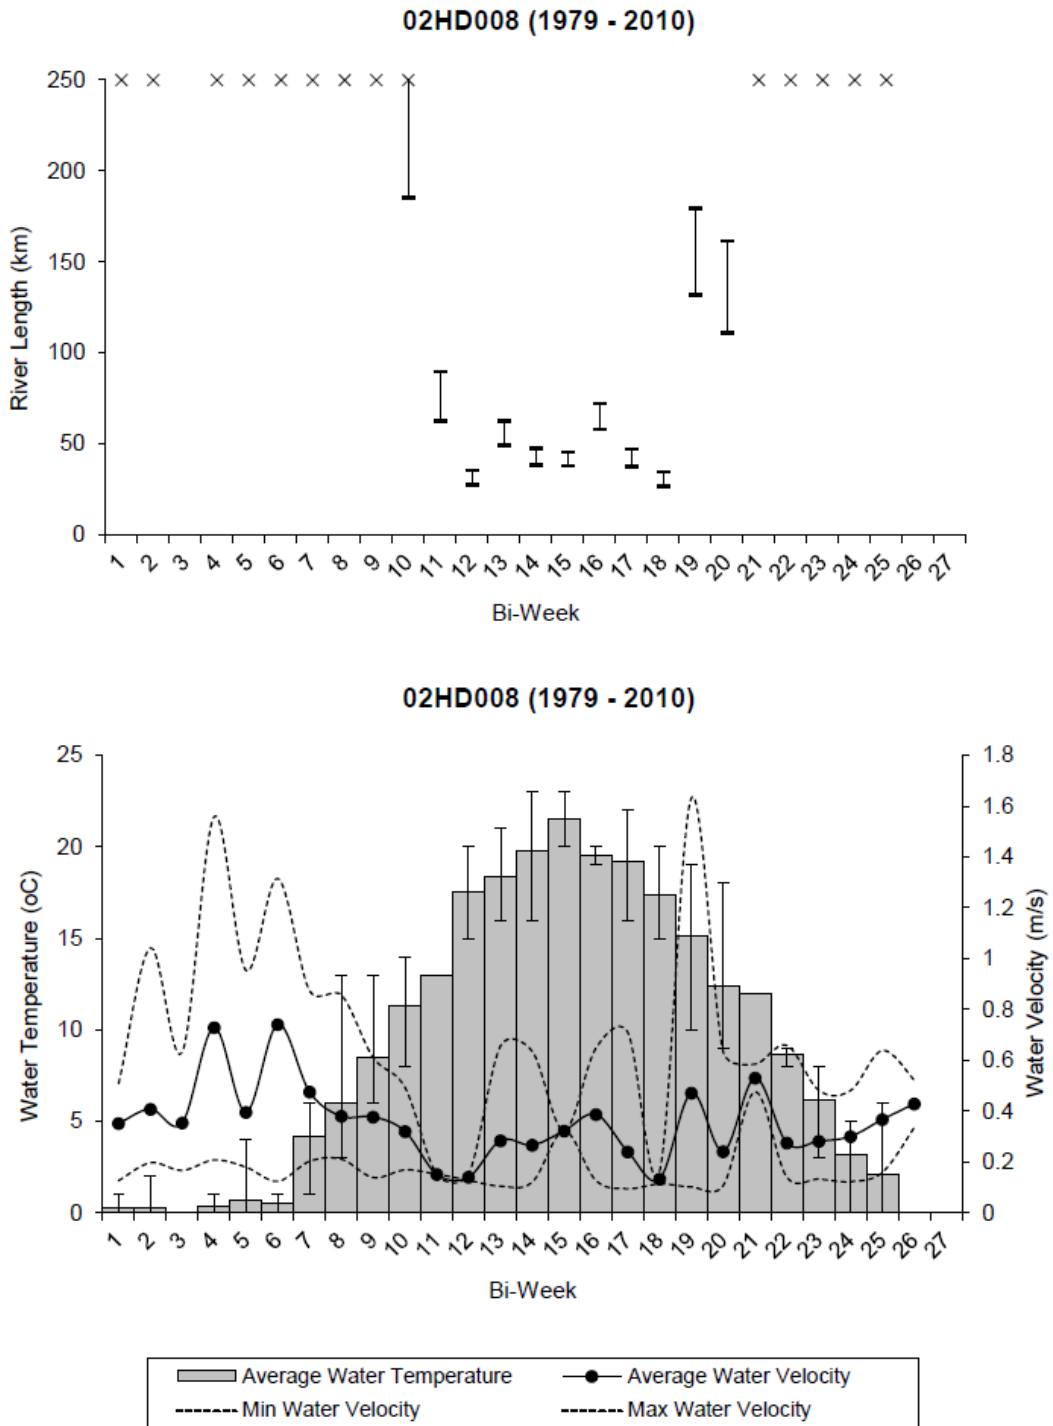 02HD008 (1979 - 2010)
250
200
150
100
50
0
River Length (km)
1 2 3 4 5 6 7 8 9 10 11 12 13 14 15 16 17 18 19 20 21 22 23 24 25 26 27
Bi-Week
02HD008 (1979 - 2010)
25 1.8
1.6
20 1.4
1.2
15 1
10 0.8
0.6
5 0.4
0.2
0 0
Water Temperature (oC)
Water Velocity (m/s)
1 2 3 4 5 6 7 8 9 10 11 12 13 14 15 16 17 18 19 20 21 22 23 24 25 26 27
Bi-Week
Average Water Temperature Average Water Velocity
Min Water Velocity Max Water Velocity